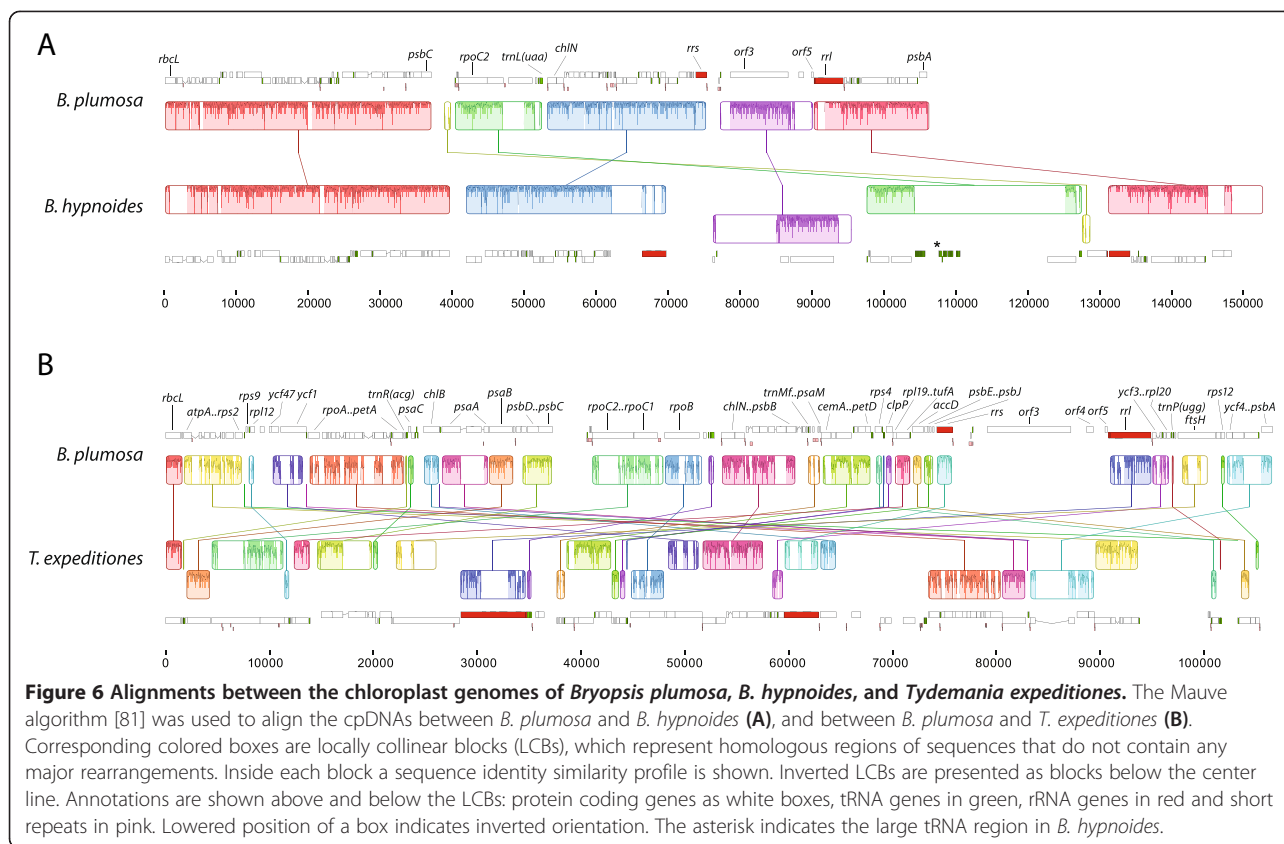 A
rbcL psbC rpoC2 trnL(uaa) chlN rrs orf3 orf5 rrl psbA
B. plumosa
B. hypnoides
*
0 10000 20000 30000 40000 50000 60000 70000 80000 90000 100000 110000 120000 130000 140000 150000
B
rbcL atpA..rps2 rps9 rpl12 ycf47 ycf1 rpoA..petA trnR(acg) psaC chlB psaA psaB psbD..psbC rpoC2..rpoC1 rpoB chlN..psbB trnMf..psaM cemA..petD rps4 clpP rpl19..tufA accD psbE..psbJ rrs orf3 orf4 orf5 rrl ycf3..rpl20 trnP(ugg) ftsH rps12 ycf4..psbA
B. plumosa
T. expeditiones
0 10000 20000 30000 40000 50000 60000 70000 80000 90000 100000
Figure 6 Alignments between the chloroplast genomes of Bryopsis plumosa, B. hypnoides, and Tydemania expeditiones. The Mauve
algorithm [81] was used to align the cpDNAs between B. plumosa and B. hypnoides (A), and between B. plumosa and T. expeditiones (B).
Corresponding colored boxes are locally collinear blocks (LCBs), which represent homologous regions of sequences that do not contain any
major rearrangements. Inside each block a sequence identity similarity profile is shown. Inverted LCBs are presented as blocks below the center
line. Annotations are shown above and below the LCBs: protein coding genes as white boxes, tRNA genes in green, rRNA genes in red and short
repeats in pink. Lowered position of a box indicates inverted orientation. The asterisk indicates the large tRNA region in B. hypnoides.